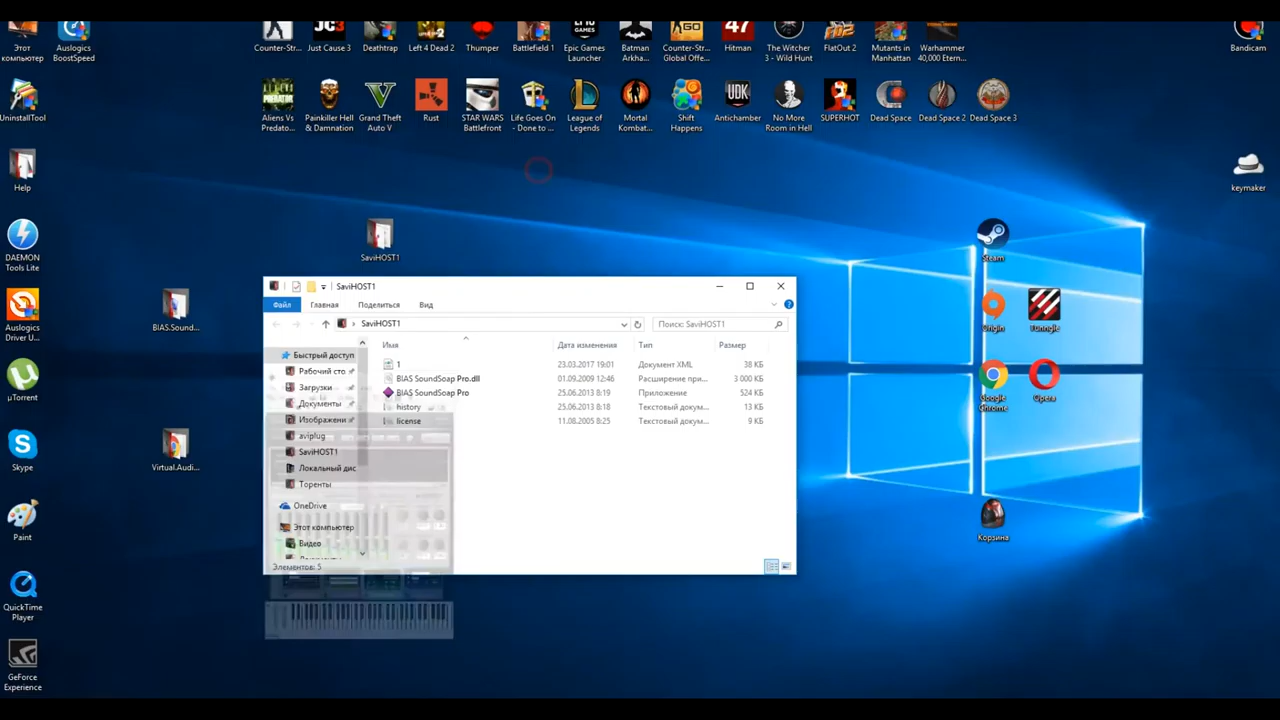 Этот
компьютер
Auslogics
BoostSpeed
Counter-Str...
Just Cause 3
Deathtrap
Left 4 Dead 2
Thumper
Battlefield 1
Epic Games
Launcher
Batman
Arkha...
Counter-Str...
Global Offe...
Hitman
The Witcher
3 - Wild Hunt
FlatOut 2
Mutants in
Manhattan
Warhammer
40,000 Etern...
Bandicam
UninstallTool
Aliens Vs
Predato...
Painkiller Hell
& Damnation
Grand Theft
Auto V
Rust
STAR WARS
Battlefront
Life Goes On
- Done to ...
League of
Legends
Mortal
Kombat...
Shift
Happens
Antichamber
No More
Room in Hell
SUPERHOT
Dead Space
Dead Space 2
Dead Space 3
Help
keymaker
SaviHOST1
Steam
DAEMON
Tools Lite
BIAS.Sound...
Auslogics
Driver U...
Origin
Tunngle
µTorrent
Google
Chrome
Opera
Skype
Virtual.Audi...
Paint
Корзина
QuickTime
Player
GeForce
Experience
SaviHOST1
Файл
Главная
Поделиться
Вид
SaviHOST1
Поиск: SaviHOST1
Имя
Дата изменения
Тип
Размер
1 23.03.2017 19:01 Документ XML 38 КБ
BIAS SoundSoap Pro.dll 01.09.2009 12:46 Расширение при... 3 000 КБ
BIAS SoundSoap Pro 25.06.2013 8:19 Приложение 524 КБ
history 25.06.2013 8:18 Текстовый докум... 13 КБ
license 11.08.2005 8:25 Текстовый докум... 9 КБ
Быстрый доступ
Рабочий сто
Загрузки
Документы
Изображени
aviplug
SaviHOST1
Локальный дис
Торенты
OneDrive
Этот компьютер
Видео
Элементов: 5